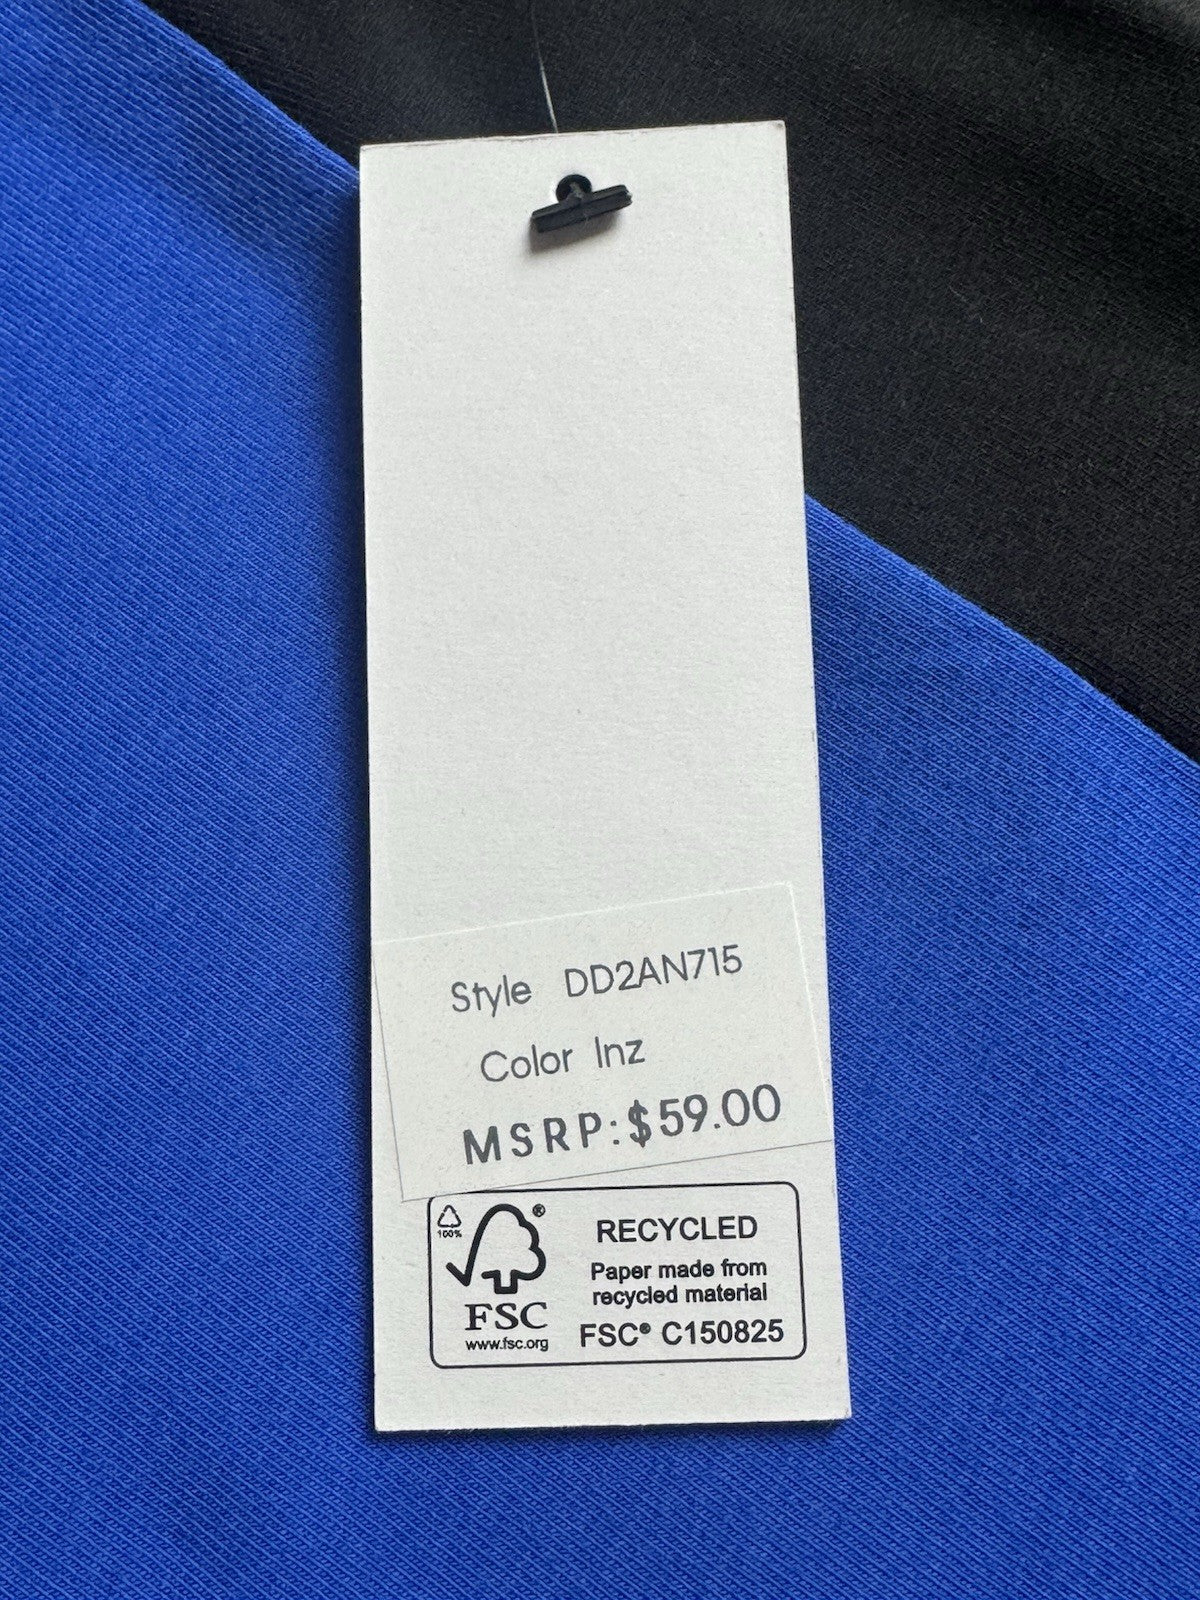 Style DD2AN715
Color Inz
MSRP:$59.00
100%
®
FSC
www.fsc.org
RECYCLED
Paper made from
recycled material
FSC® C150825